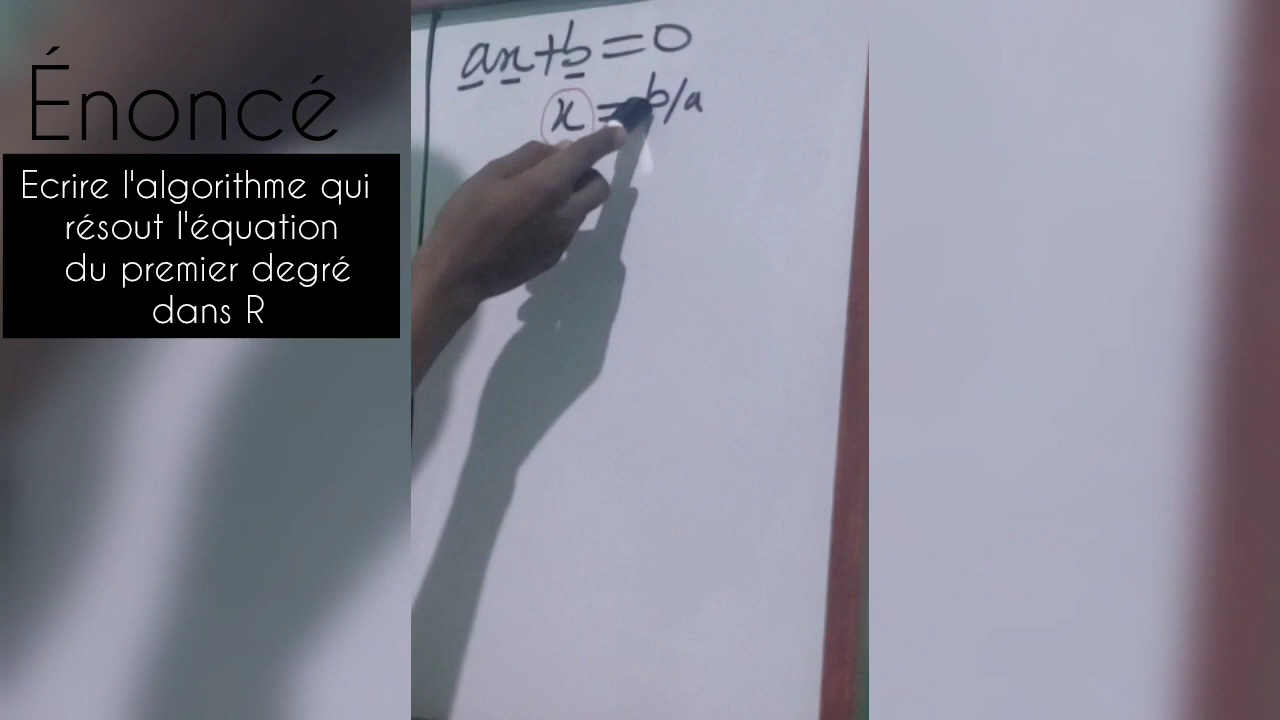 Énoncé
Ecrire l'algorithme qui
résout l'équation
du premier degré
dans R
ax+b=0
x = b/a